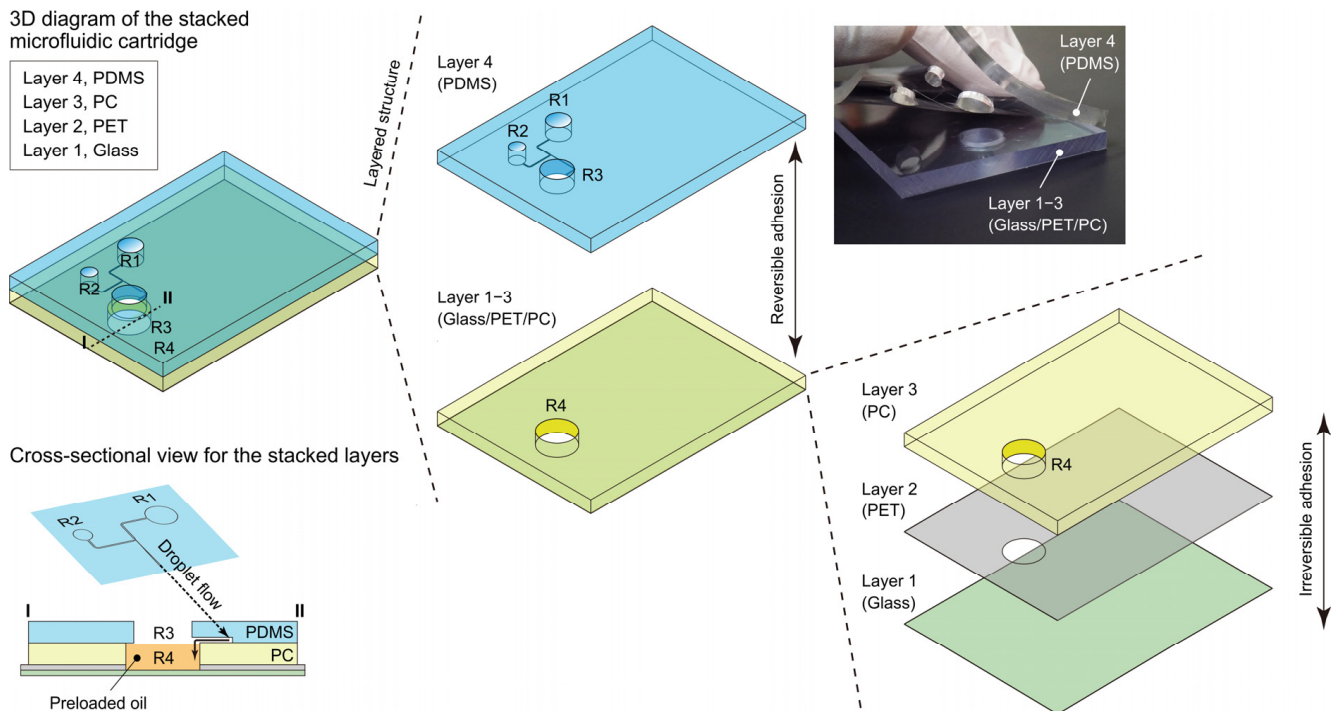 3D diagram of the stacked
microfluidic cartridge
Layer 4, PDMS
Layer 3, PC
Layer 2, PET
Layer 1, Glass
R1
R2
II
R3
I
R4
Layered structure
Layer 4
(PDMS)
R1
R2
R3
Reversible adhesion
Layer 1–3
(Glass/PET/PC)
R4
Layer 4
(PDMS)
Layer 1–3
(Glass/PET/PC)
Layer 3
(PC)
R4
Layer 2
(PET)
Layer 1
(Glass)
Irreversible adhesion
Cross-sectional view for the stacked layers
R1
R2
Droplet flow
I
II
R3
PDMS
R4
PC
Preloaded oil